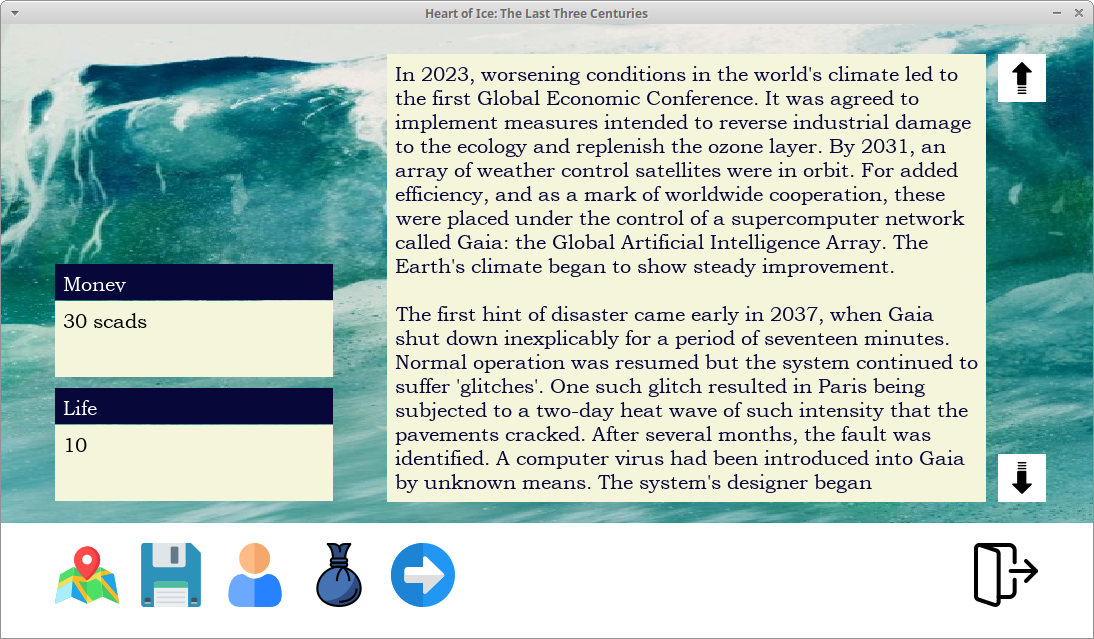 Heart of Ice: The Last Three Centuries
In 2023, worsening conditions in the world's climate led to
the first Global Economic Conference. It was agreed to
implement measures intended to reverse industrial damage
to the ecology and replenish the ozone layer. By 2031, an
array of weather control satellites were in orbit. For added
efficiency, and as a mark of worldwide cooperation, these
were placed under the control of a supercomputer network
called Gaia: the Global Artificial Intelligence Array. The
Earth's climate began to show steady improvement.
The first hint of disaster came early in 2037, when Gaia
shut down inexplicably for a period of seventeen minutes.
Normal operation was resumed but the system continued to
suffer 'glitches'. One such glitch resulted in Paris being
subjected to a two-day heat wave of such intensity that the
pavements cracked. After several months, the fault was
identified. A computer virus had been introduced into Gaia
by unknown means. The system's designer began
Money
30 scads
Life
10